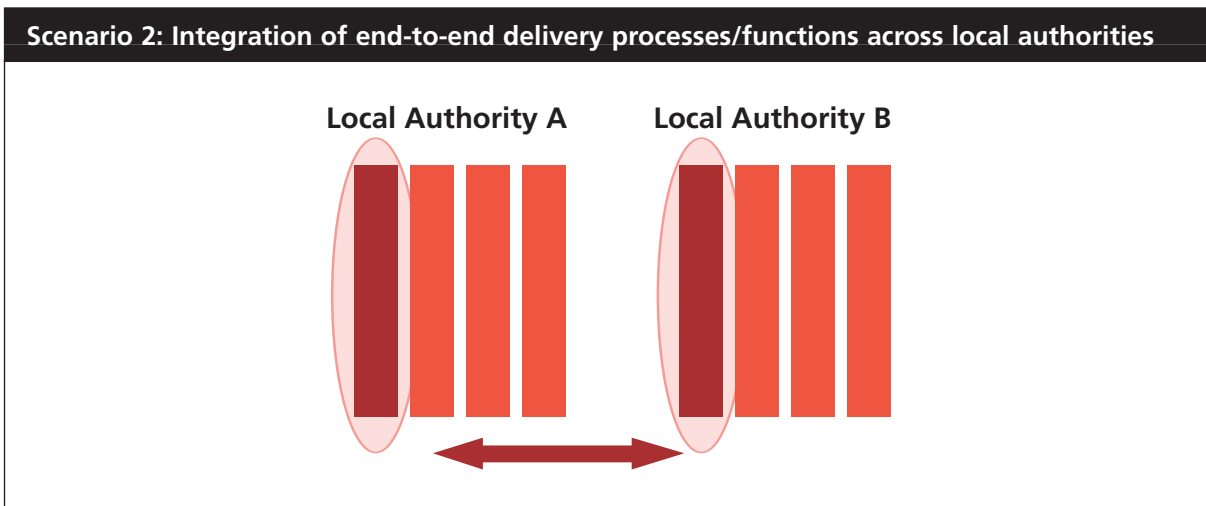 Scenario 2: Integration of end-to-end delivery processes/functions across local authorities
Local Authority A
Local Authority B